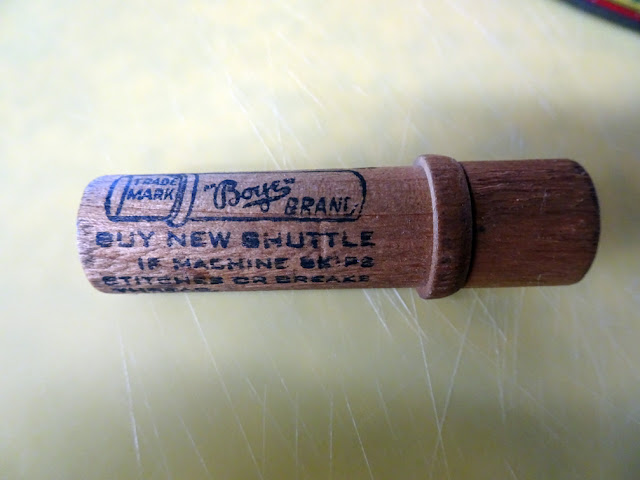 TRADE
MARK
"Boye"
BRAND
BUY NEW SHUTTLE
IF MACHINE SKIPS
STITCHES OR BREAKS